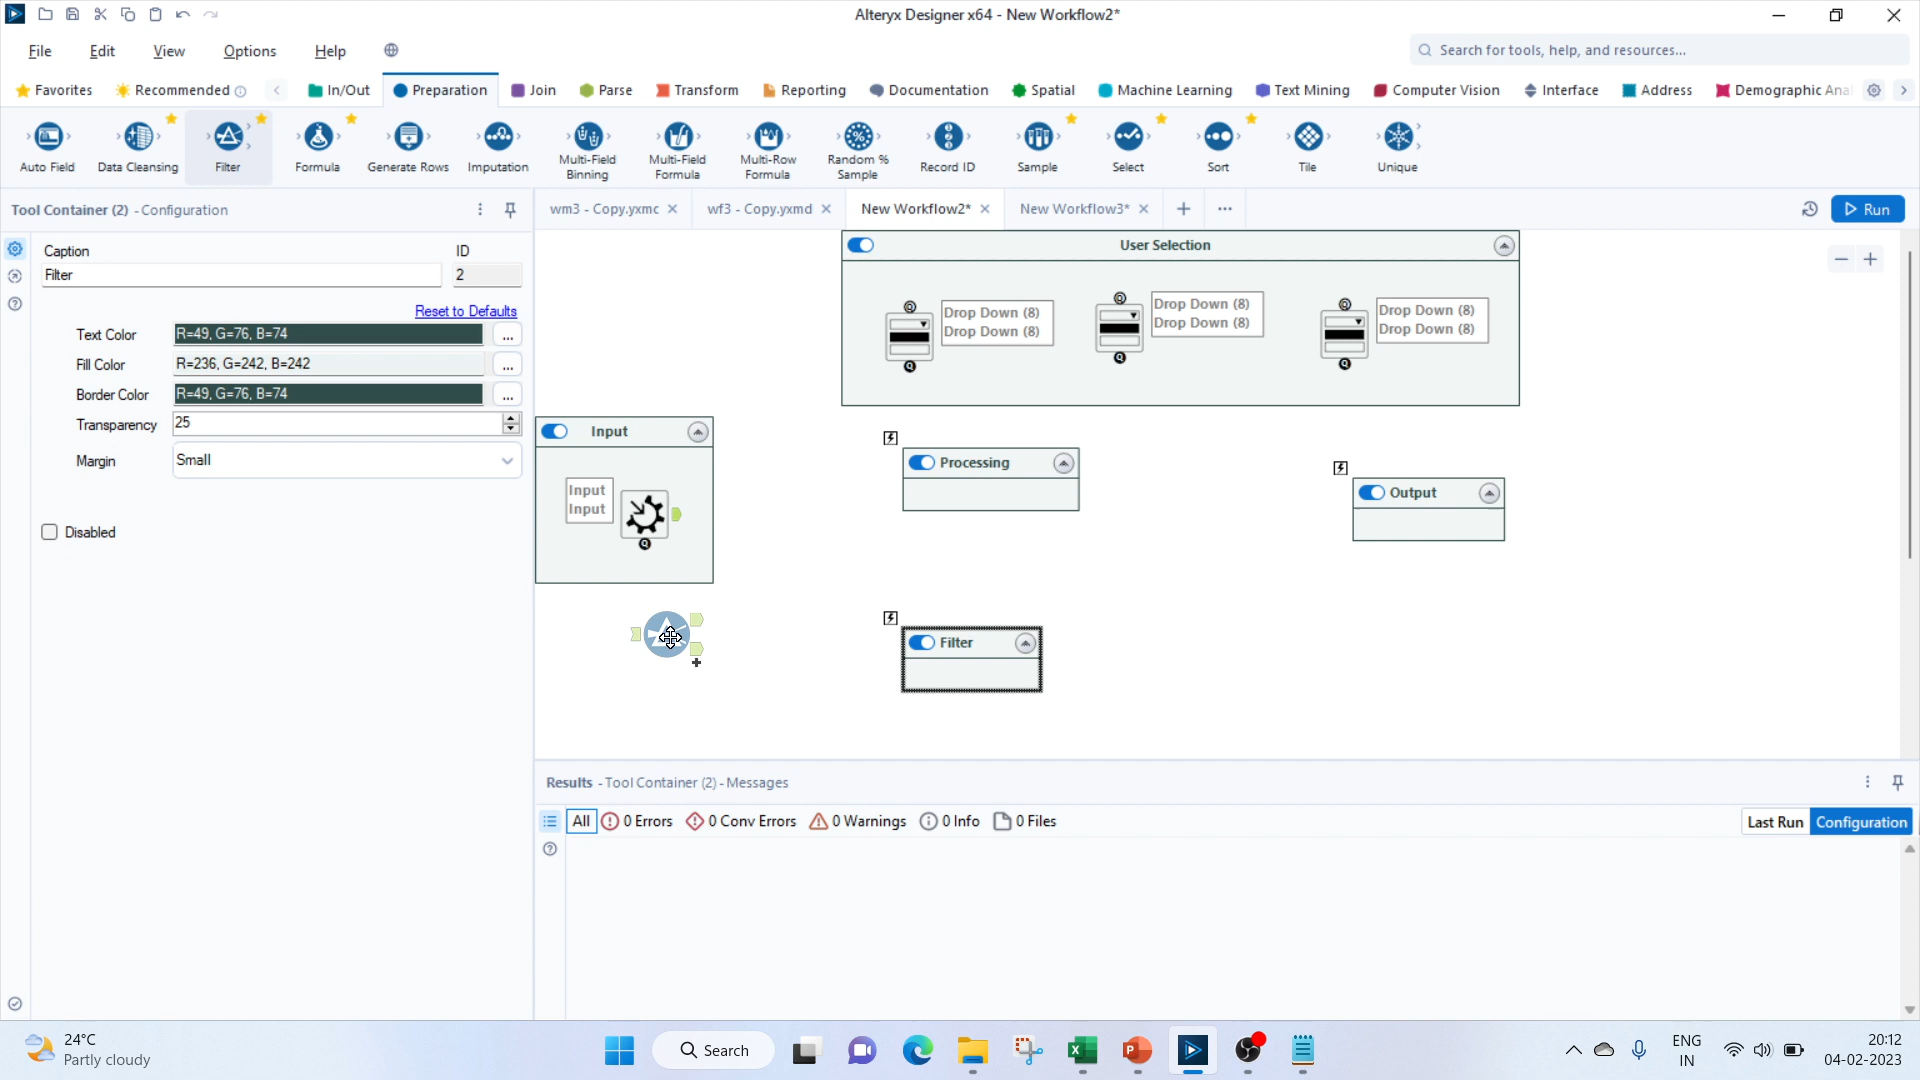 Alteryx Designer x64 - New Workflow2*
File Edit View Options Help
Search for tools, help, and resources...
Favorites Recommended In/Out Preparation Join Parse Transform Reporting Documentation Spatial Machine Learning Text Mining Computer Vision Interface Address Demographic Ana
Auto Field
Data Cleansing
Filter
Formula
Generate Rows
Imputation
Multi-Field
Binning
Multi-Field
Formula
Multi-Row
Formula
Random %
Sample
Record ID
Sample
Select
Sort
Tile
Unique
Tool Container (2) - Configuration
wm3 - Copy.yxmc
wf3 - Copy.yxmd
New Workflow2*
New Workflow3*
Run
Caption
ID
Filter
2
Reset to Defaults
Text Color
R=49, G=76, B=74
...
Fill Color
R=236, G=242, B=242
...
Border Color
R=49, G=76, B=74
...
Transparency
25
Margin
Small
Disabled
User Selection
Drop Down (8)
Drop Down (8)
Drop Down (8)
Drop Down (8)
Drop Down (8)
Drop Down (8)
Input
Input
Input
Processing
Output
Filter
Results - Tool Container (2) - Messages
All 0 Errors 0 Conv Errors 0 Warnings 0 Info 0 Files
Last Run Configuration
24°C
Partly cloudy
Search
ENG
IN
20:12
04-02-2023